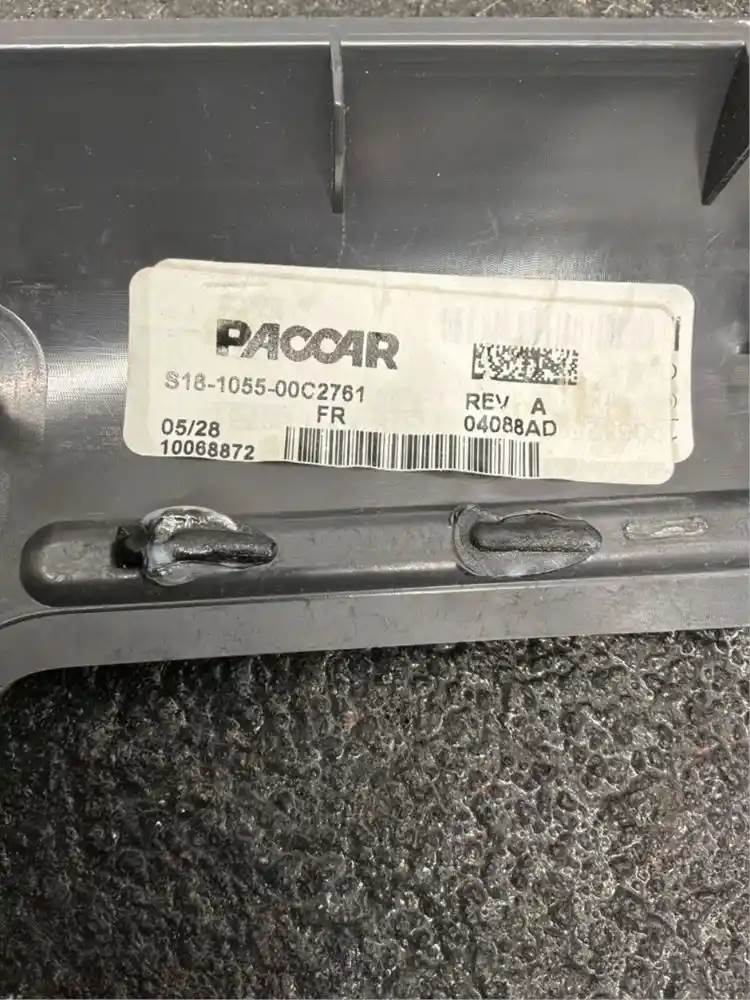 PACCAR
S18-1055-00C2761
FR
REV A
05/28
04088AD
10068872